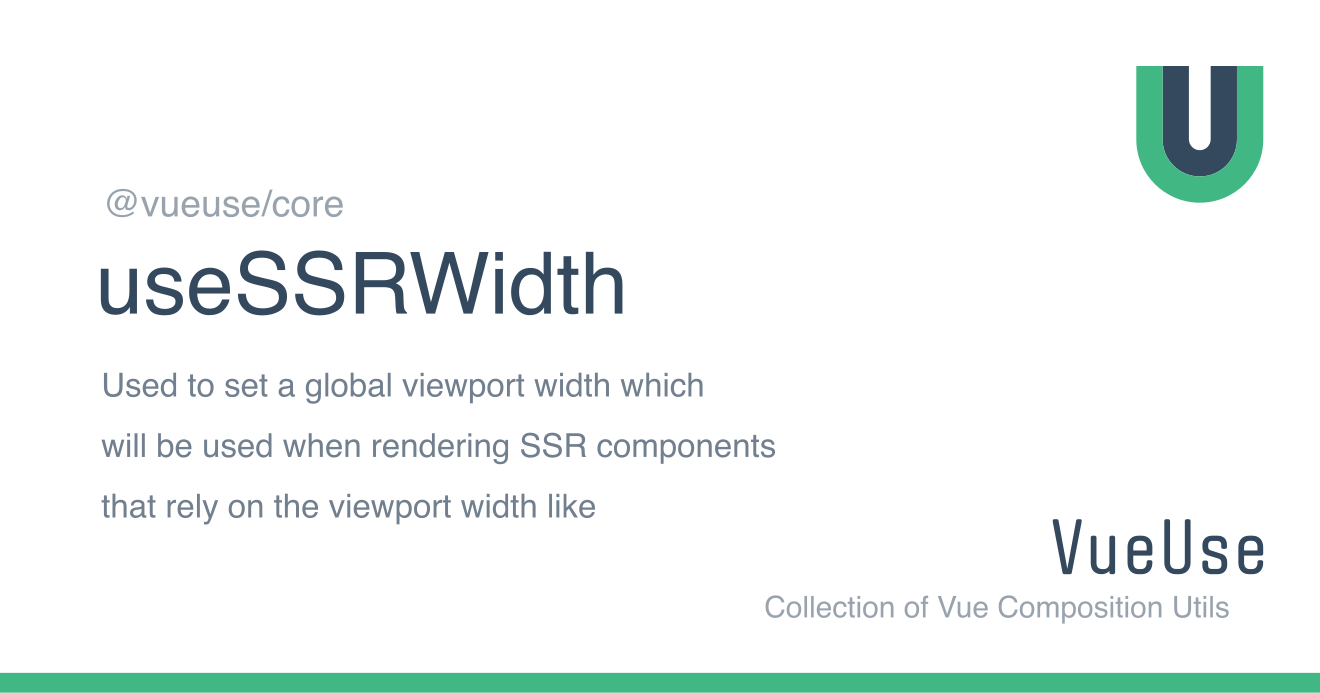 @vueuse/core
useSSRWidth
Used to set a global viewport width which
will be used when rendering SSR components
that rely on the viewport width like
VueUse
Collection of Vue Composition Utils